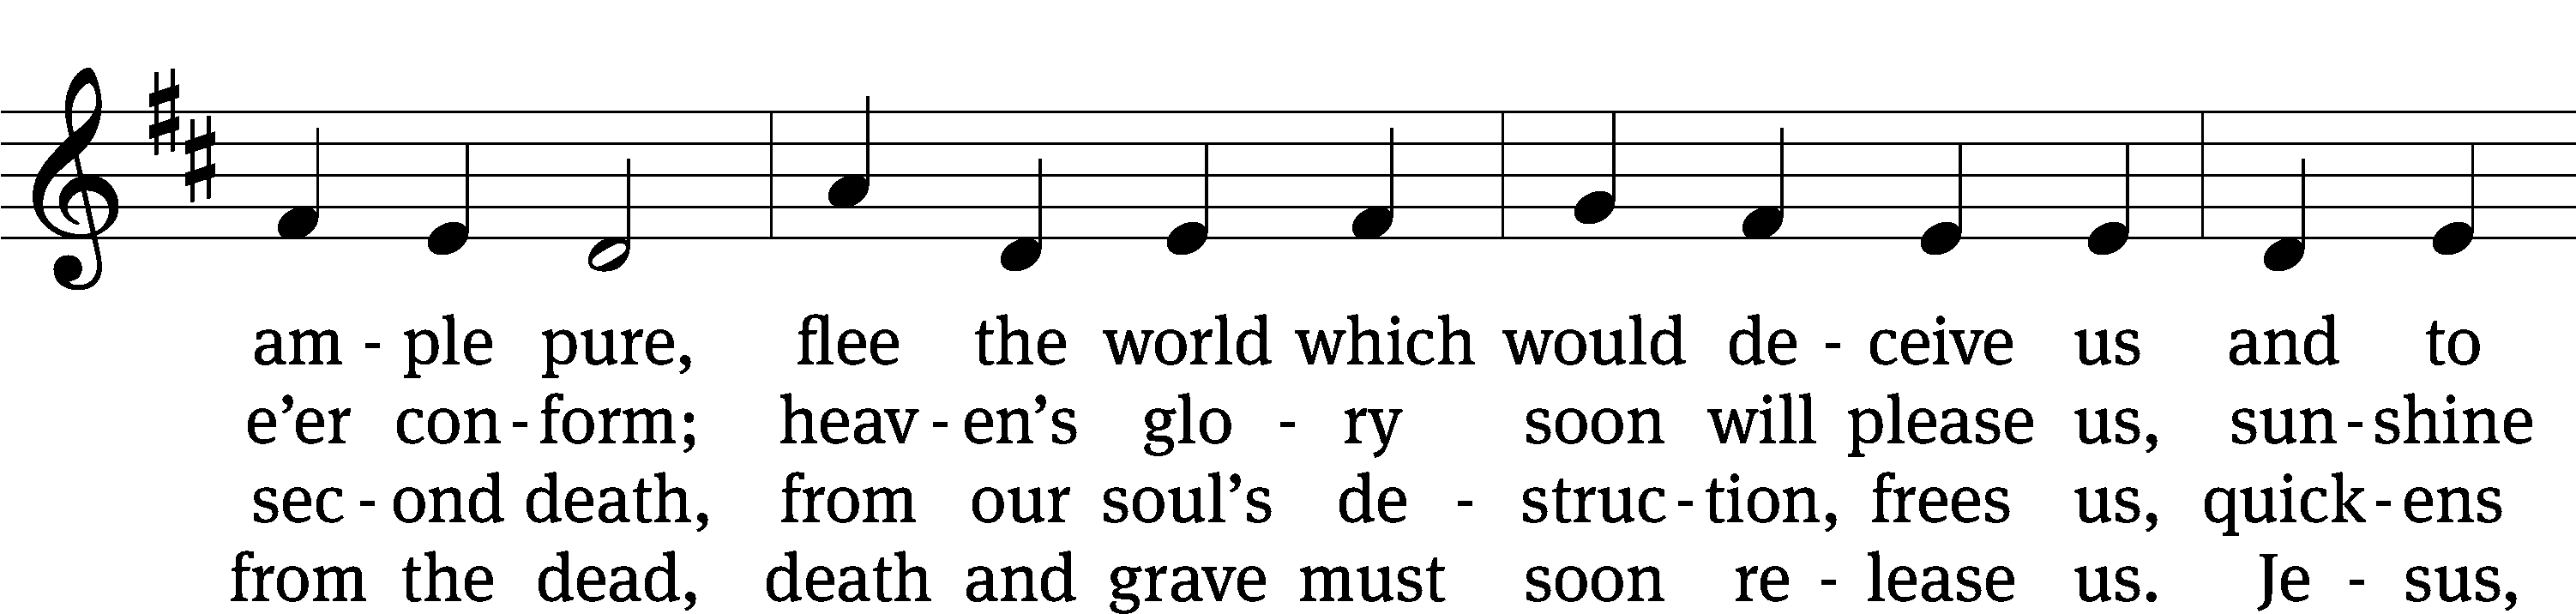 am - ple pure, flee the world which would de - ceive us and to
e’er con - form; heav - en’s glo - ry soon will please us, sun - shine
sec - ond death, from our soul’s de - struc - tion, frees us, quick - ens
from the dead, death and grave must soon re - lease us. Je - sus,